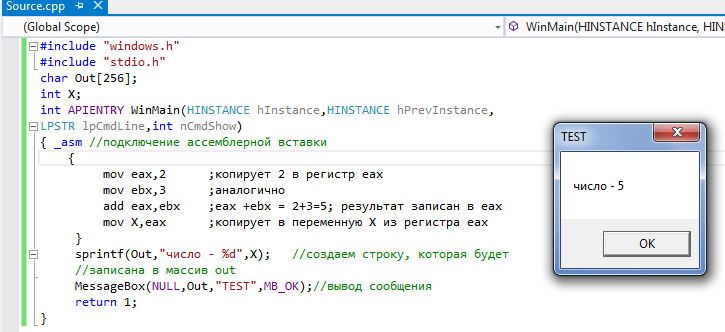 Source.cpp
(Global Scope)
WinMain(HINSTANCE hInstance, HIN
#include "windows.h"
#include "stdio.h"
char Out[256];
int X;
int APIENTRY WinMain(HINSTANCE hInstance,HINSTANCE hPrevInstance,
LPSTR lpCmdLine,int nCmdShow)
{ _asm //подключение ассемблерной вставки
{
mov eax,2 ;копирует 2 в регистр eax
mov ebx,3 ;аналогично
add eax,ebx ;eax +ebx = 2+3=5; результат записан в eax
mov X,eax ;копирует в переменную X из регистра eax
}
sprintf(Out,"число - %d",X); //создаем строку, которая будет
//записана в массив out
MessageBox(NULL,Out,"TEST",MB_OK);//вывод сообщения
return 1;
}
TEST
число - 5
OK